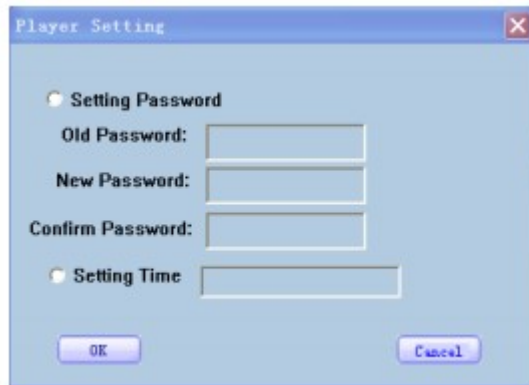 Player Setting
Setting Password
Old Password:
New Password:
Confirm Password:
Setting Time
OK
Cancel